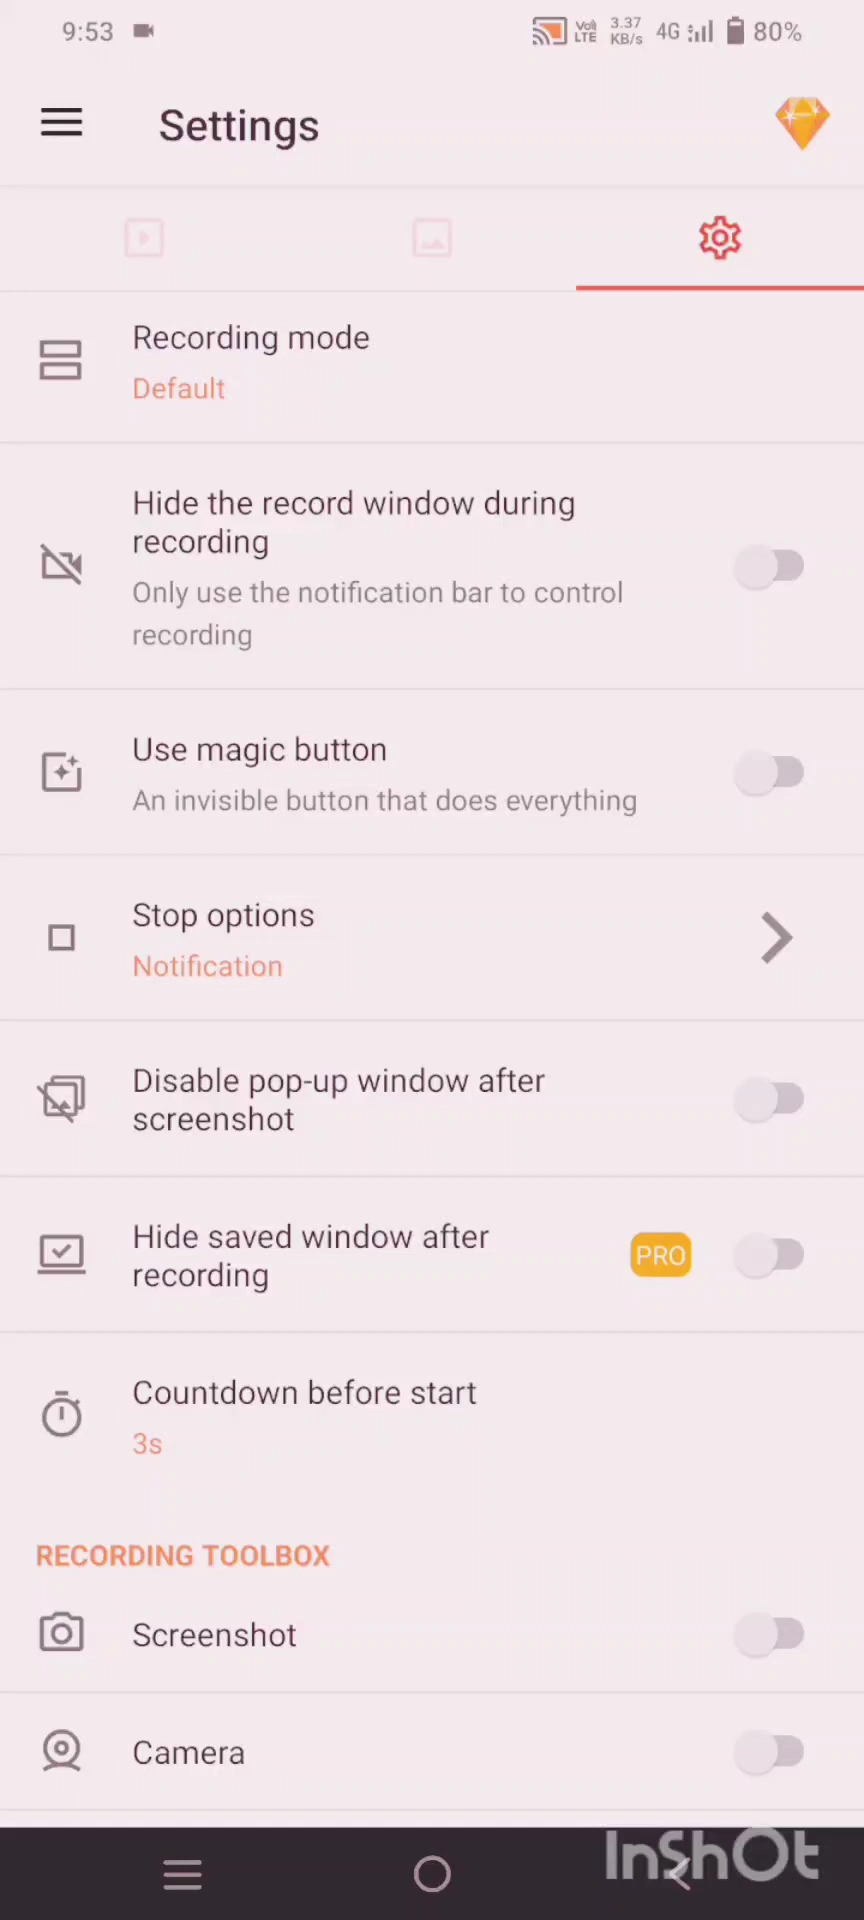 9:53 Vo) LTE 3.37 KB/s 4G 80%
Settings
Recording mode
Default
Hide the record window during
recording
Only use the notification bar to control
recording
Use magic button
An invisible button that does everything
Stop options
Notification
Disable pop-up window after
screenshot
Hide saved window after
recording
PRO
Countdown before start
3s
RECORDING TOOLBOX
Screenshot
Camera
InShOt